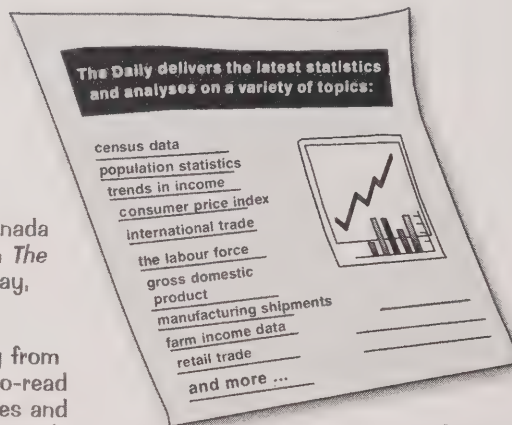 The Daily delivers the latest statistics
and analyses on a variety of topics:
census data
population statistics
trends in income
consumer price index
international trade
the labour force
gross domestic
product
manufacturing shipments
farm income data
retail trade
and more ...
nada
The
ay,
g from
o-read
es and